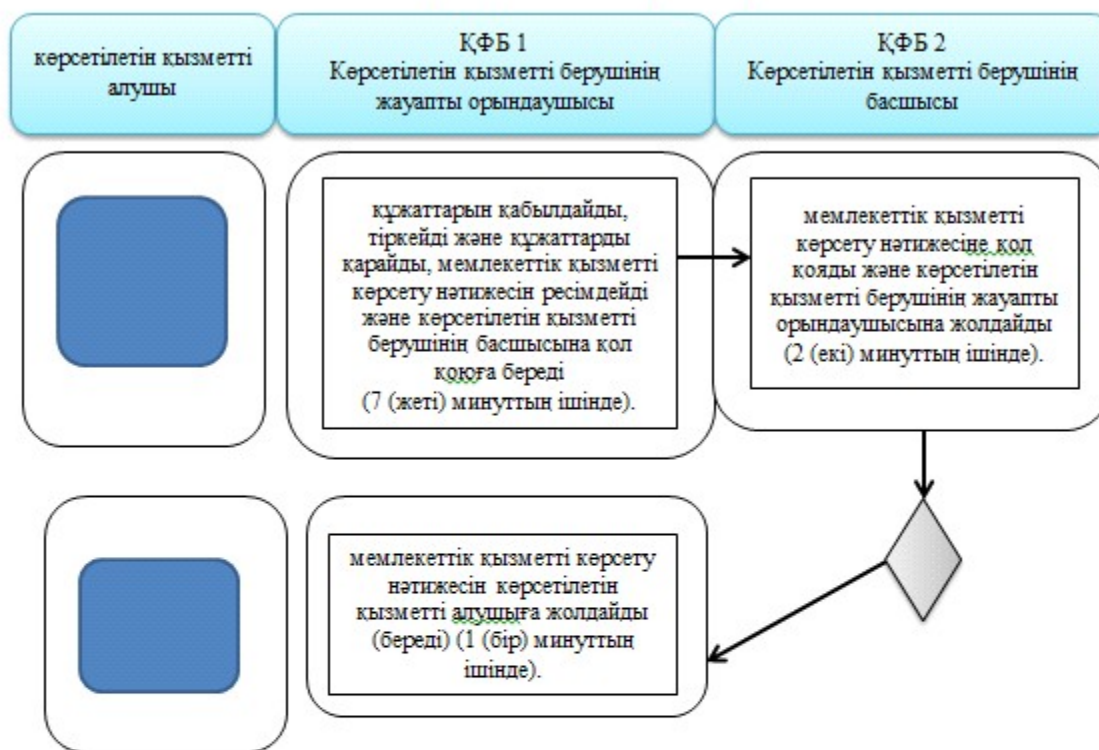 көрсетілетін қызметті
алушы
ҚФБ 1
Көрсетілетін қызметті берушінің
жауапты орындаушысы
ҚФБ 2
Көрсетілетін қызметті берушінің
басшысы
құжаттарын қабылдайды,
тіркейді және құжаттарды
қарайды, мемлекеттік қызметті
көрсету нәтижесін ресімдейді
және көрсетілетін қызметті
берушінің басшысына қол
қоюға береді
(7 (жеті) минуттың ішінде).
мемлекеттік қызметті
көрсету нәтижесіне қол
қояды және көрсетілетін
қызметті берушінің жауапты
орындаушысына жолдайды
(2 (екі) минуттың ішінде).
мемлекеттік қызметті көрсету
нәтижесін көрсетілетін
қызметті алушыға жолдайды
(береді) (1 (бір) минуттың
ішінде).